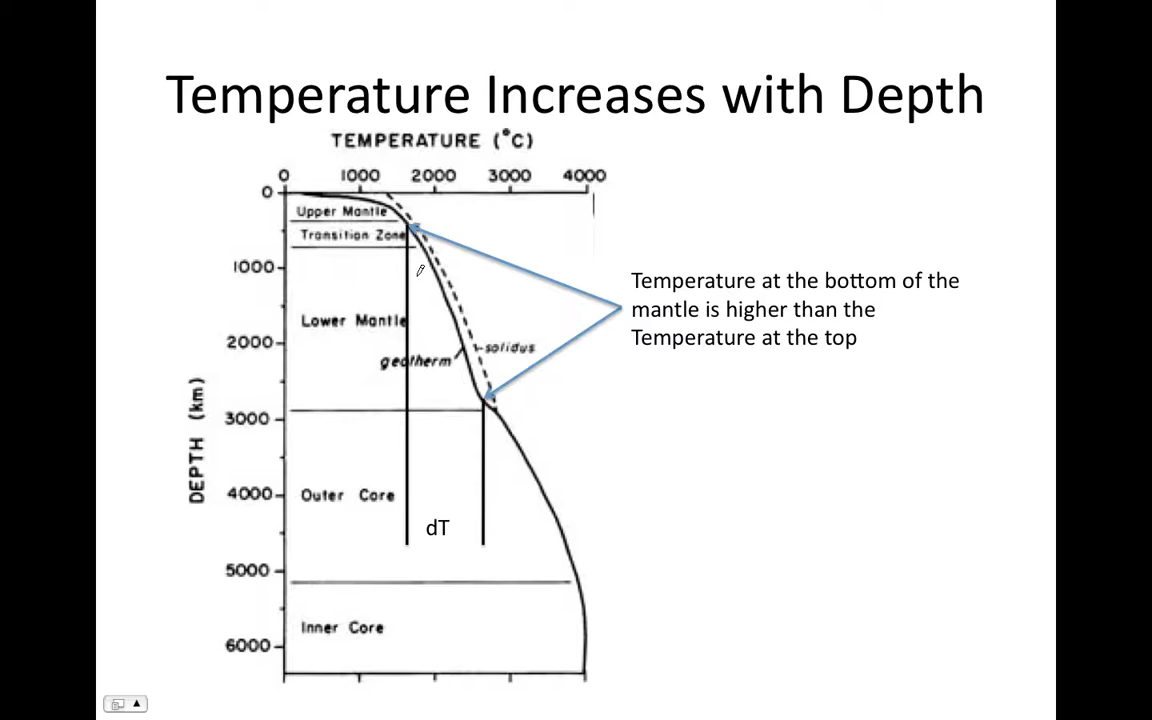 Temperature Increases with Depth
TEMPERATURE (°C)
0 1000 2000 3000 4000
0
Upper Mantle
Transition Zone
1000
Temperature at the bottom of the
mantle is higher than the
Temperature at the top
Lower Mantle
2000
solidus
geotherm
DEPTH (km)
3000
4000
Outer Core
dT
5000
Inner Core
6000